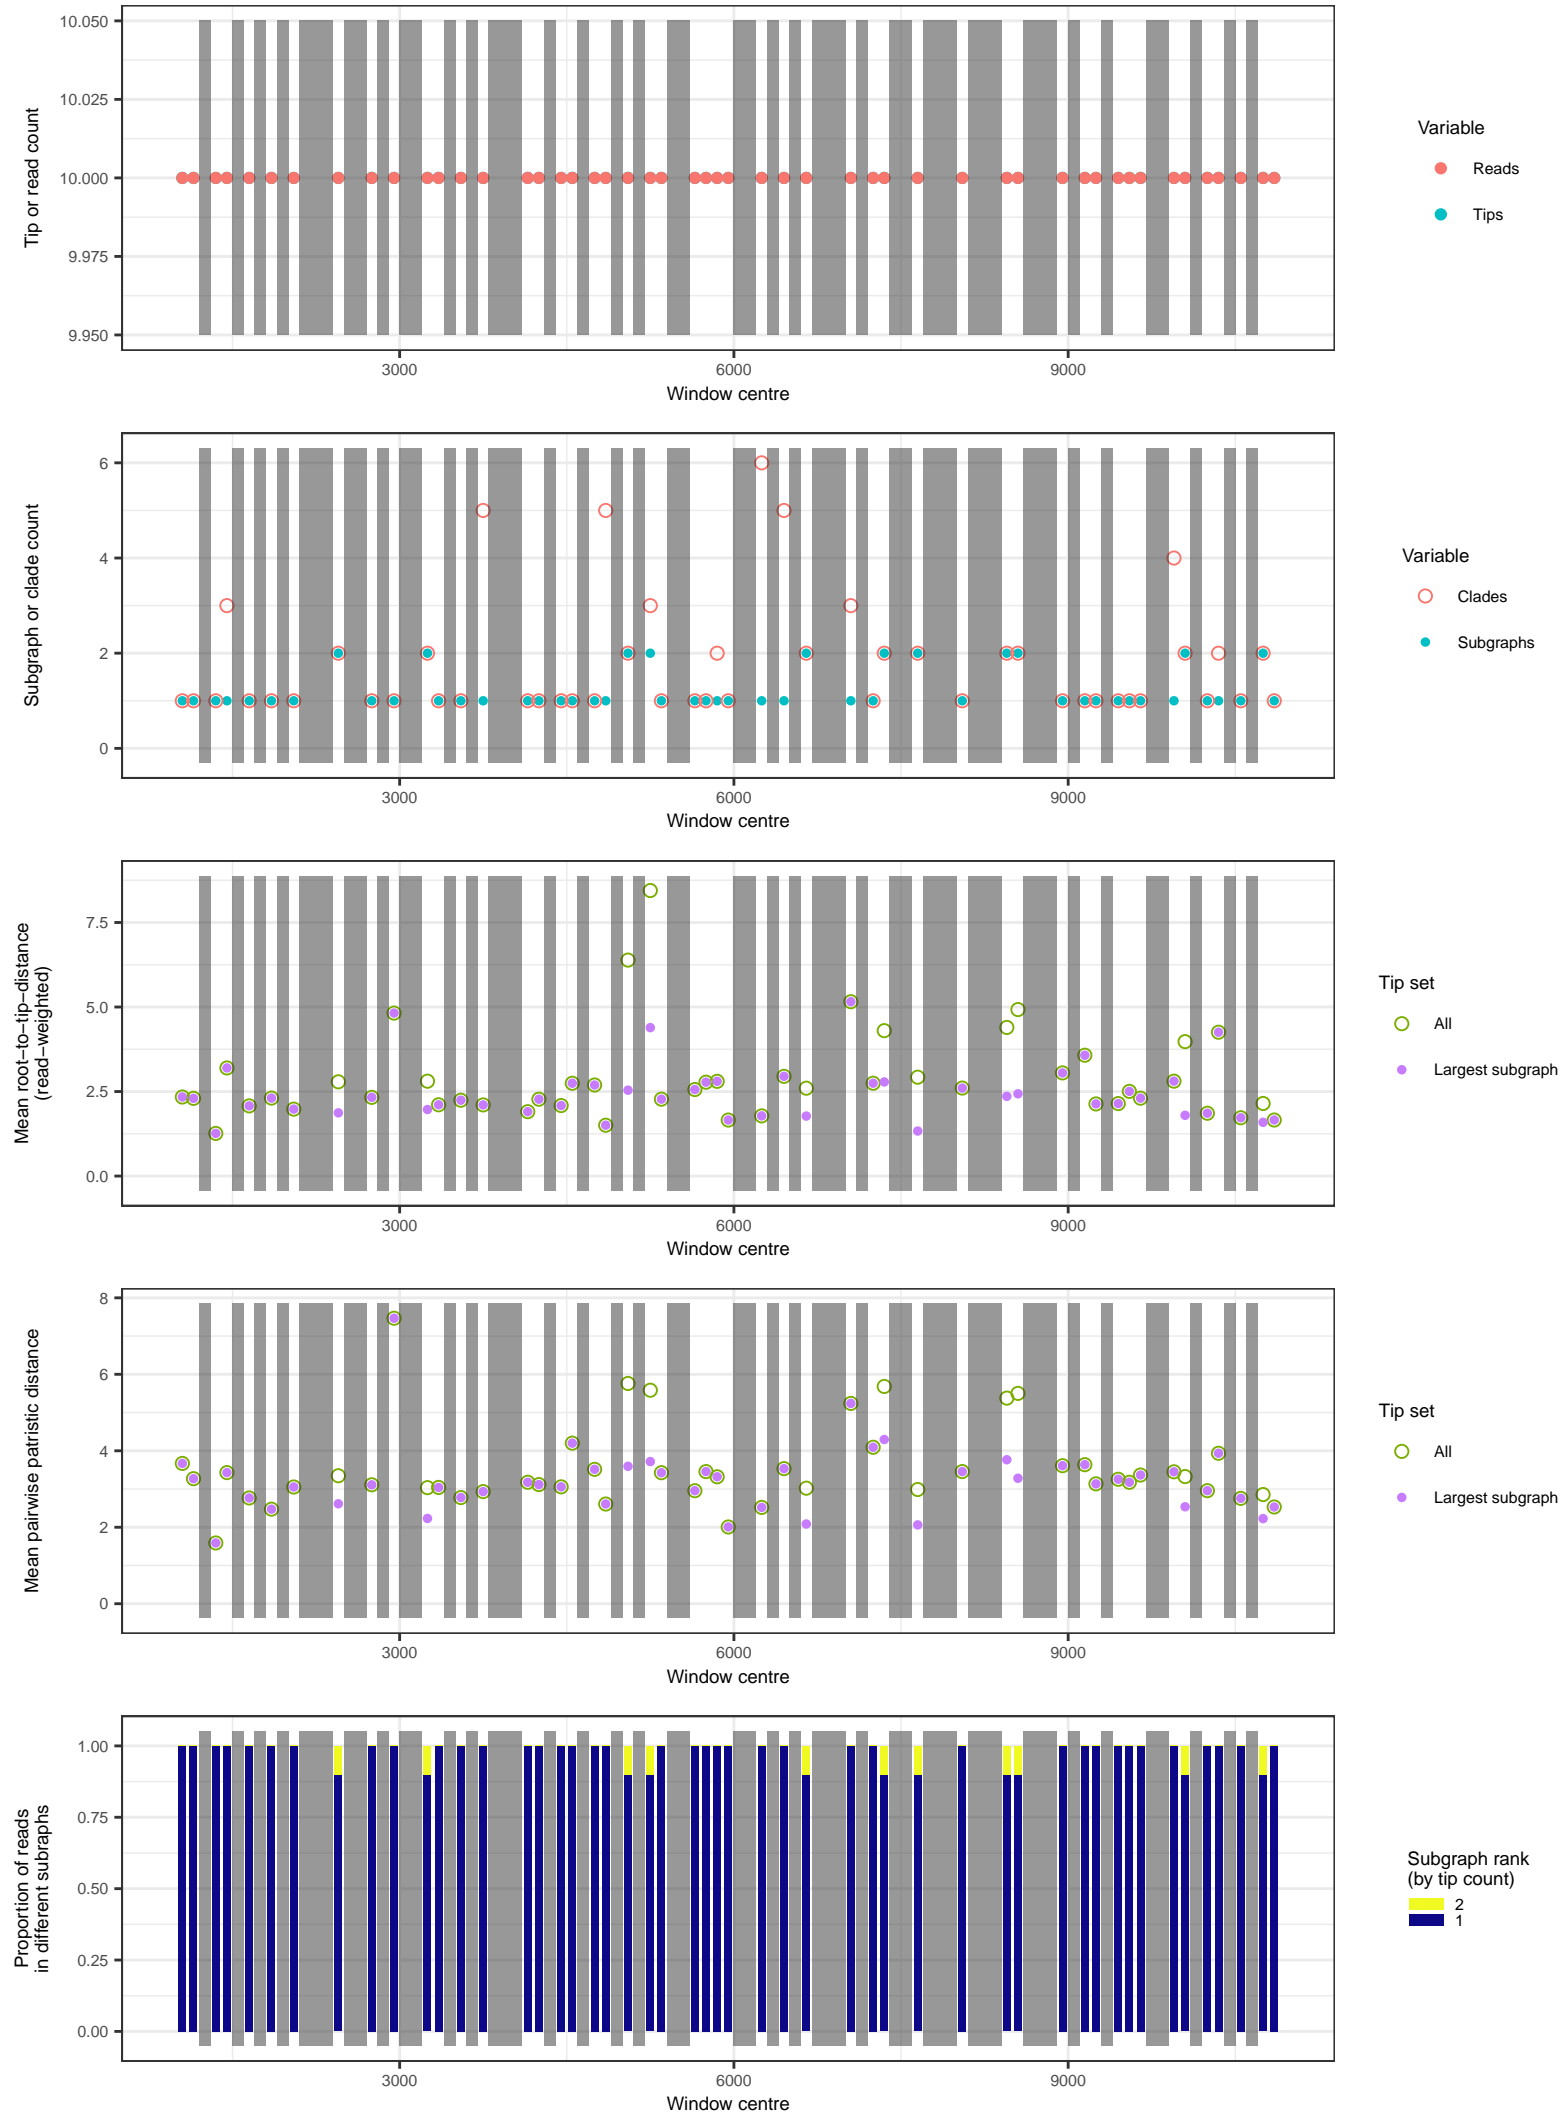 10.050
10.025
10.000
9.975
9.950
Tip or read count
3000
6000
9000
Window centre
Variable
Reads
Tips
6
4
2
0
Subgraph or clade count
3000
6000
9000
Window centre
Variable
Clades
Subgraphs
7.5
5.0
2.5
0.0
Mean root−to−tip−distance
(read−weighted)
3000
6000
9000
Window centre
Tip set
All
Largest subgraph
8
6
4
2
0
Mean pairwise patristic distance
3000
6000
9000
Window centre
Tip set
All
Largest subgraph
1.00
0.75
0.50
0.25
0.00
Proportion of reads
in different subraphs
3000
6000
9000
Window centre
Subgraph rank
(by tip count)
2
1